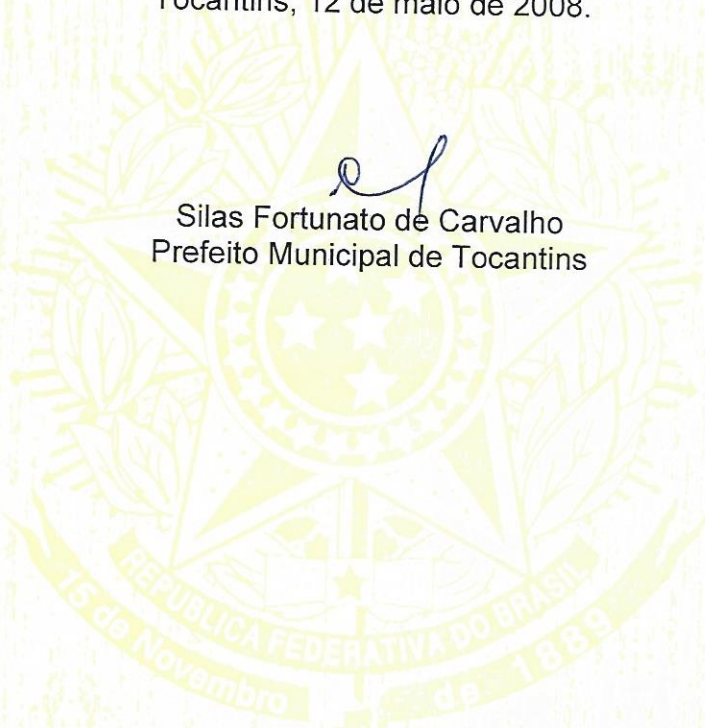 Tocantins, 12 de maio de 2008.
Silas Fortunato de Carvalho
Prefeito Municipal de Tocantins
REPUBLICA FEDERATIVA DO BRASIL
15 de Novembro de 1889